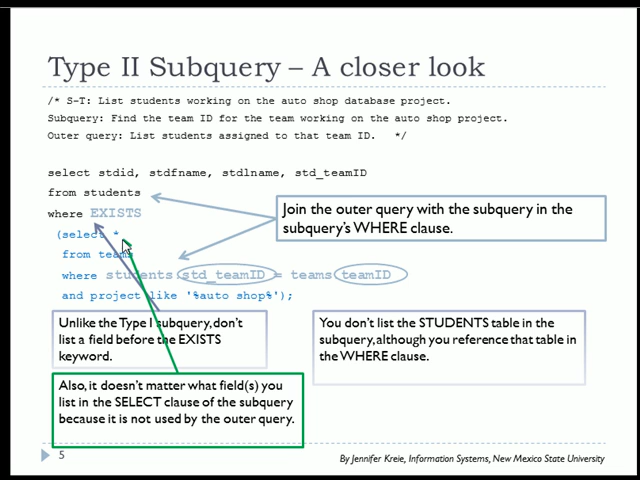 Type II Subquery – A closer look
/* S-T: List students working on the auto shop database project.
Subquery: Find the team ID for the team working on the auto shop project.
Outer query: List students assigned to that team ID. */
select stdid, stdfname, stdlname, std_teamID
from students
where EXISTS
(select *
from teams
where students std_teamID = teams teamID
and project like '%auto shop%');
Join the outer query with the subquery in the
subquery's WHERE clause.
Unlike the Type I subquery, don't
list a field before the EXISTS
keyword.
You don't list the STUDENTS table in the
subquery, although you reference that table in
the WHERE clause.
Also, it doesn't matter what field(s) you
list in the SELECT clause of the subquery
because it is not used by the outer query.
5
By Jennifer Kreie, Information Systems, New Mexico State University